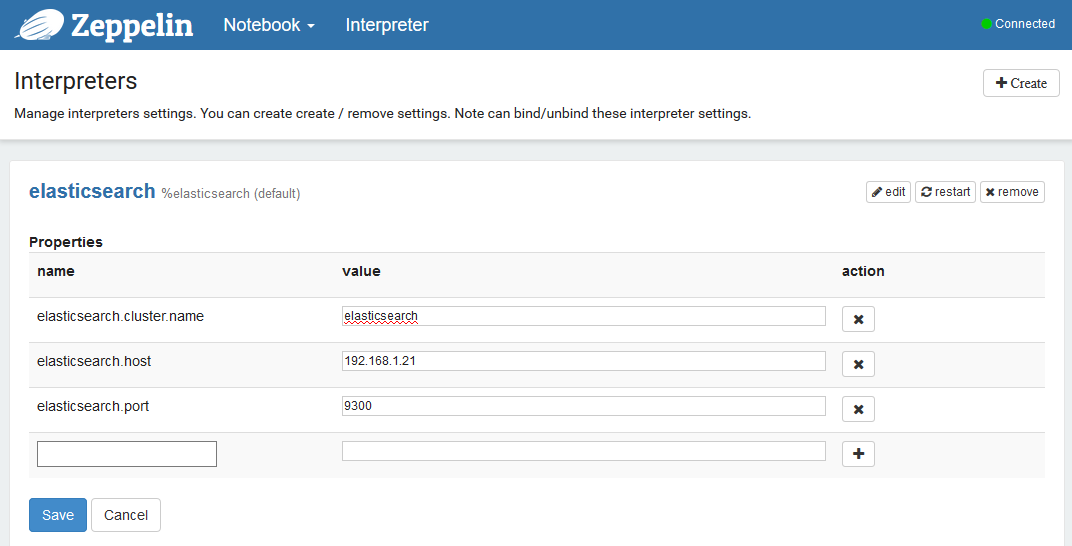 Zeppelin Notebook Interpreter Connected
Interpreters
Create
Manage interpreters settings. You can create create / remove settings. Note can bind/unbind these interpreter settings.
elasticsearch %elasticsearch (default) edit restart remove
Properties
name value action
elasticsearch.cluster.name elasticsearch
elasticsearch.host 192.168.1.21
elasticsearch.port 9300
Save Cancel